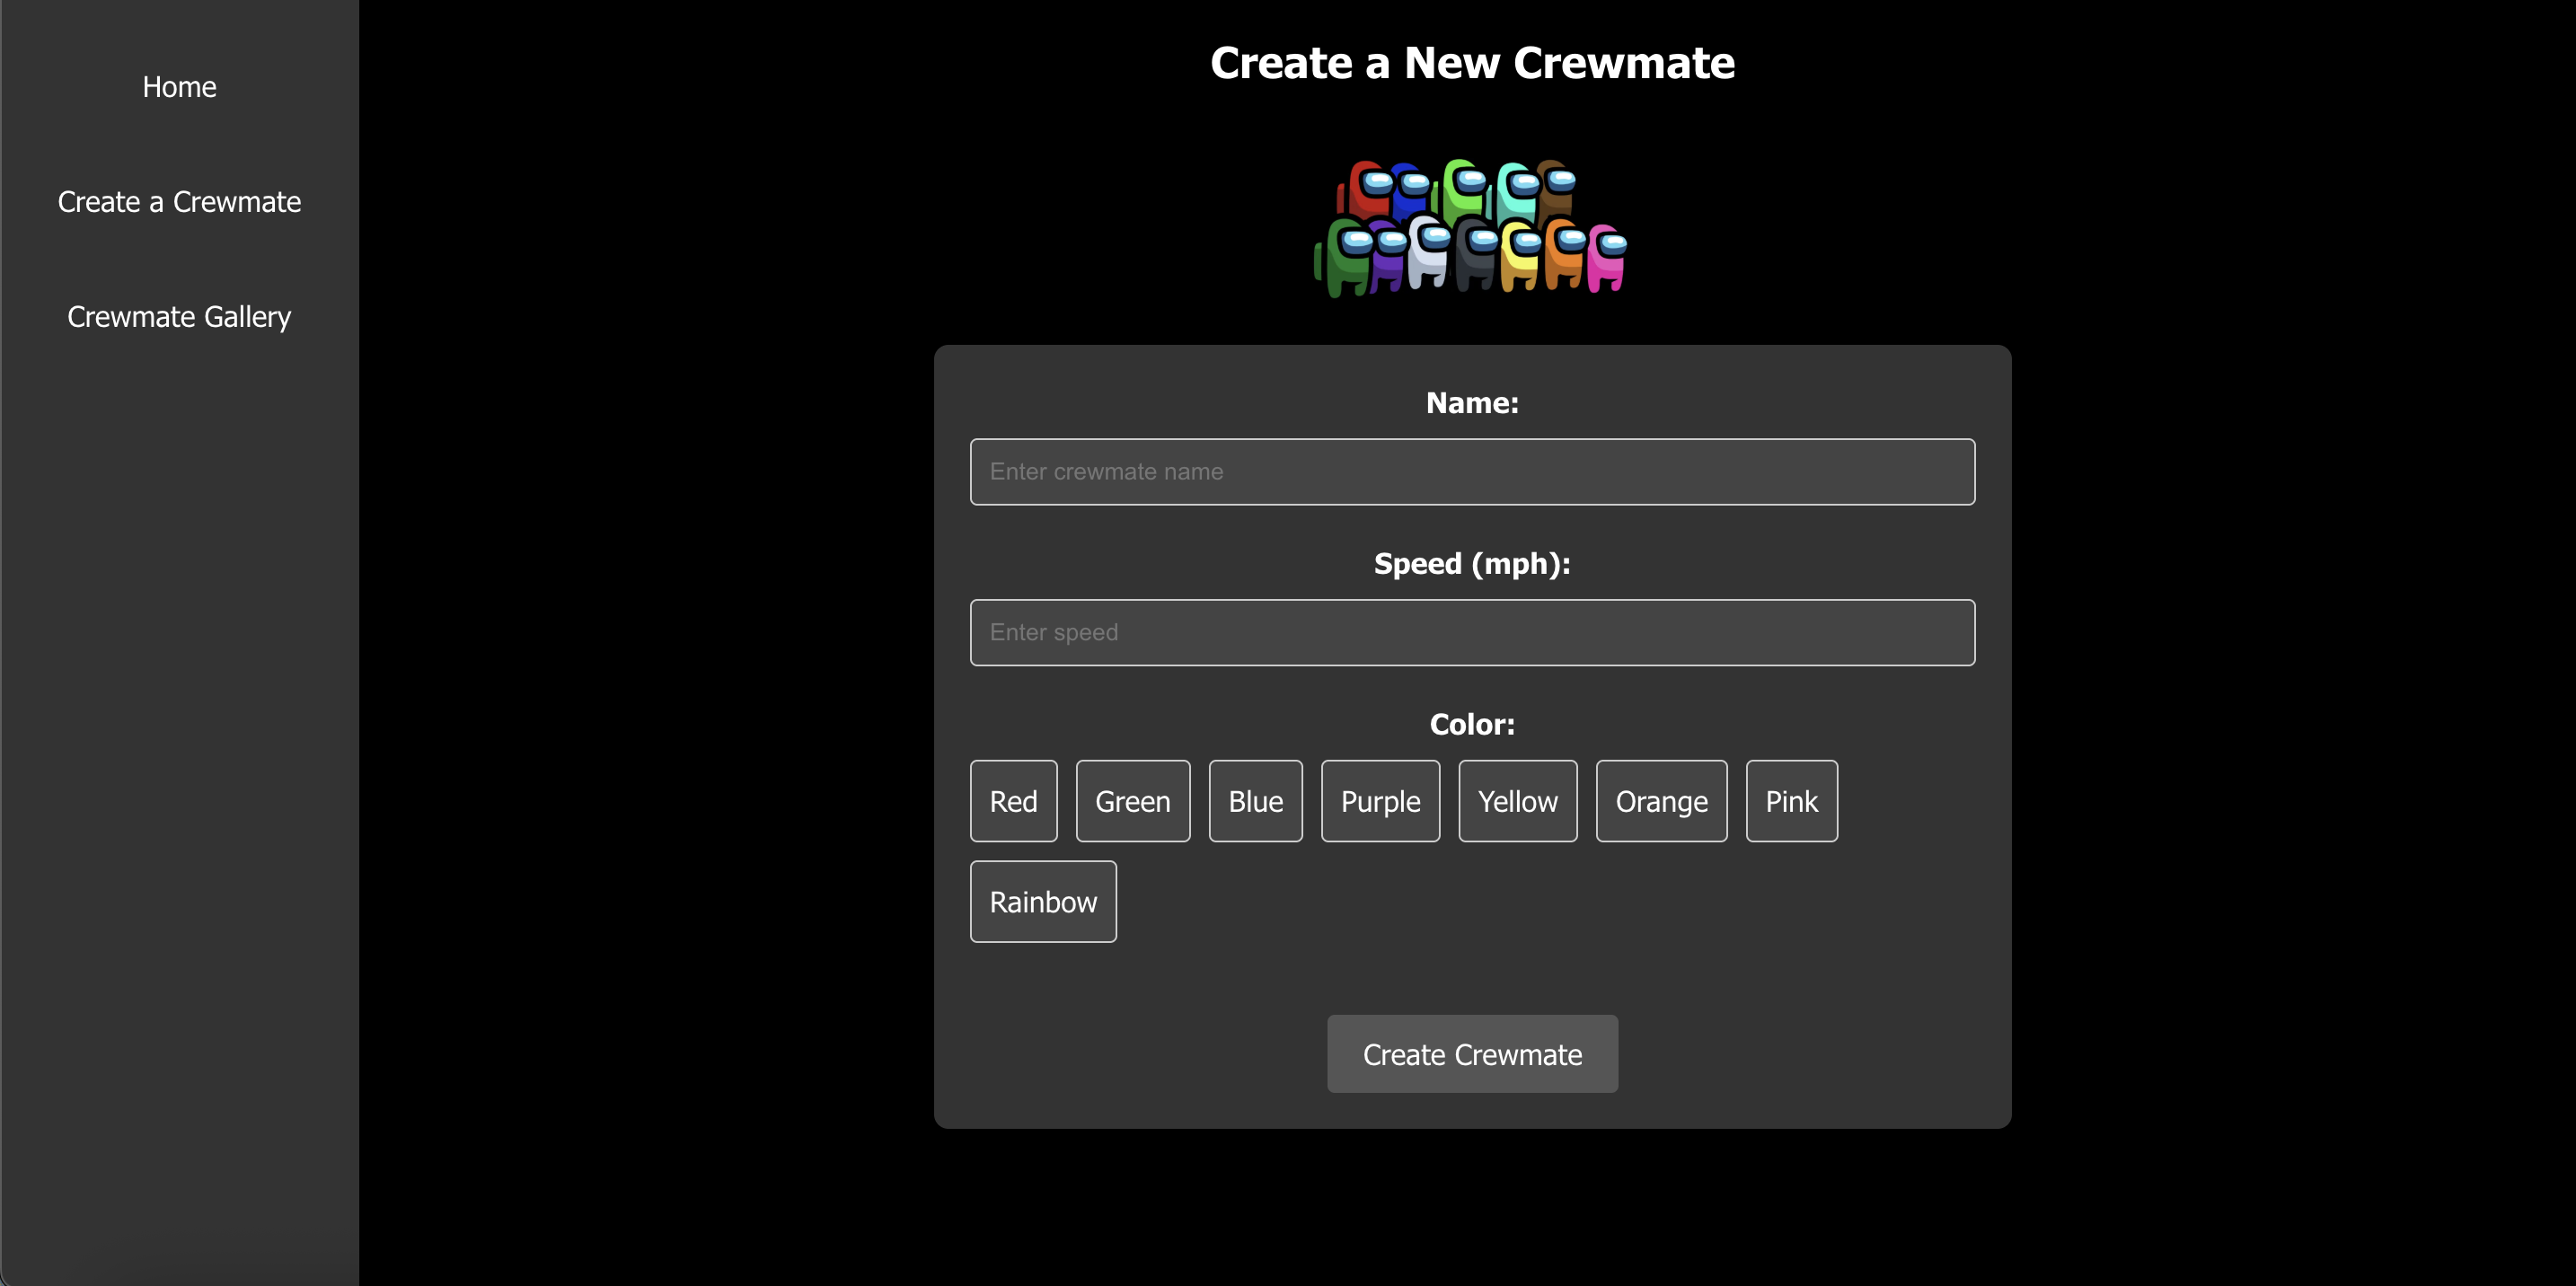 Home
Create a Crewmate
Crewmate Gallery
Create a New Crewmate
Name:
Enter crewmate name
Speed (mph):
Enter speed
Color:
Red Green Blue Purple Yellow Orange Pink
Rainbow
Create Crewmate